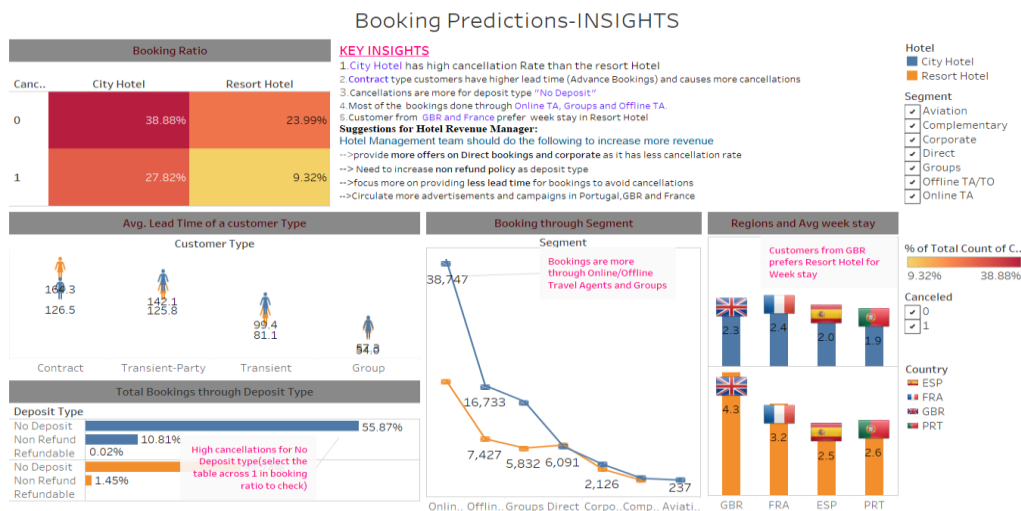 Booking Predictions-INSIGHTS
Booking Ratio
Canc..
City Hotel
Resort Hotel
0
38.88%
23.99%
1
27.82%
9.32%
KEY INSIGHTS
1.City Hotel has high cancellation Rate than the resort Hotel
2.Contract type customers have higher lead time (Advance Bookings) and causes more cancellations
3.Cancellations are more for deposit type "No Deposit"
4.Most of the bookings done through Online TA, Groups and Offline TA.
5.Customer from GBR and France prefer week stay in Resort Hotel
Suggestions for Hotel Revenue Manager:
Hotel Management team should do the following to increase more revenue
-->provide more offers on Direct bookings and corporate as it has less cancellation rate
--> Need to increase non refund policy as deposit type
-->focus more on providing less lead time for bookings to avoid cancellations
-->Circulate more advertisements and campaigns in Portugal,GBR and France
Hotel
City Hotel
Resort Hotel
Segment
Aviation
Complementary
Corporate
Direct
Groups
Offline TA/TO
Online TA
Avg. Lead Time of a customer Type
Customer Type
126.5
142.1
125.8
99.4
81.1
Contract
Transient-Party
Transient
Group
Total Bookings through Deposit Type
Deposit Type
No Deposit
55.87%
Non Refund
10.81%
Refundable
0.02%
No Deposit
Non Refund
1.45%
Refundable
High cancellations for No
Deposit type(select the
table across 1 in booking
ratio to check)
Booking through Segment
Segment
Bookings are more
through Online/Offline
Travel Agents and Groups
38,747
16,733
7,427
5,832
6,091
2,126
237
Onlin..
Offlin..
Groups
Direct
Corpo..
Comp..
Aviati..
Regions and Avg week stay
Customers from GBR
prefers Resort Hotel for
Week stay
2.3
2.4
2.0
1.9
4.3
3.2
2.5
2.6
GBR
FRA
ESP
PRT
% of Total Count of C..
9.32%
38.88%
Canceled
0
1
Country
ESP
FRA
GBR
PRT